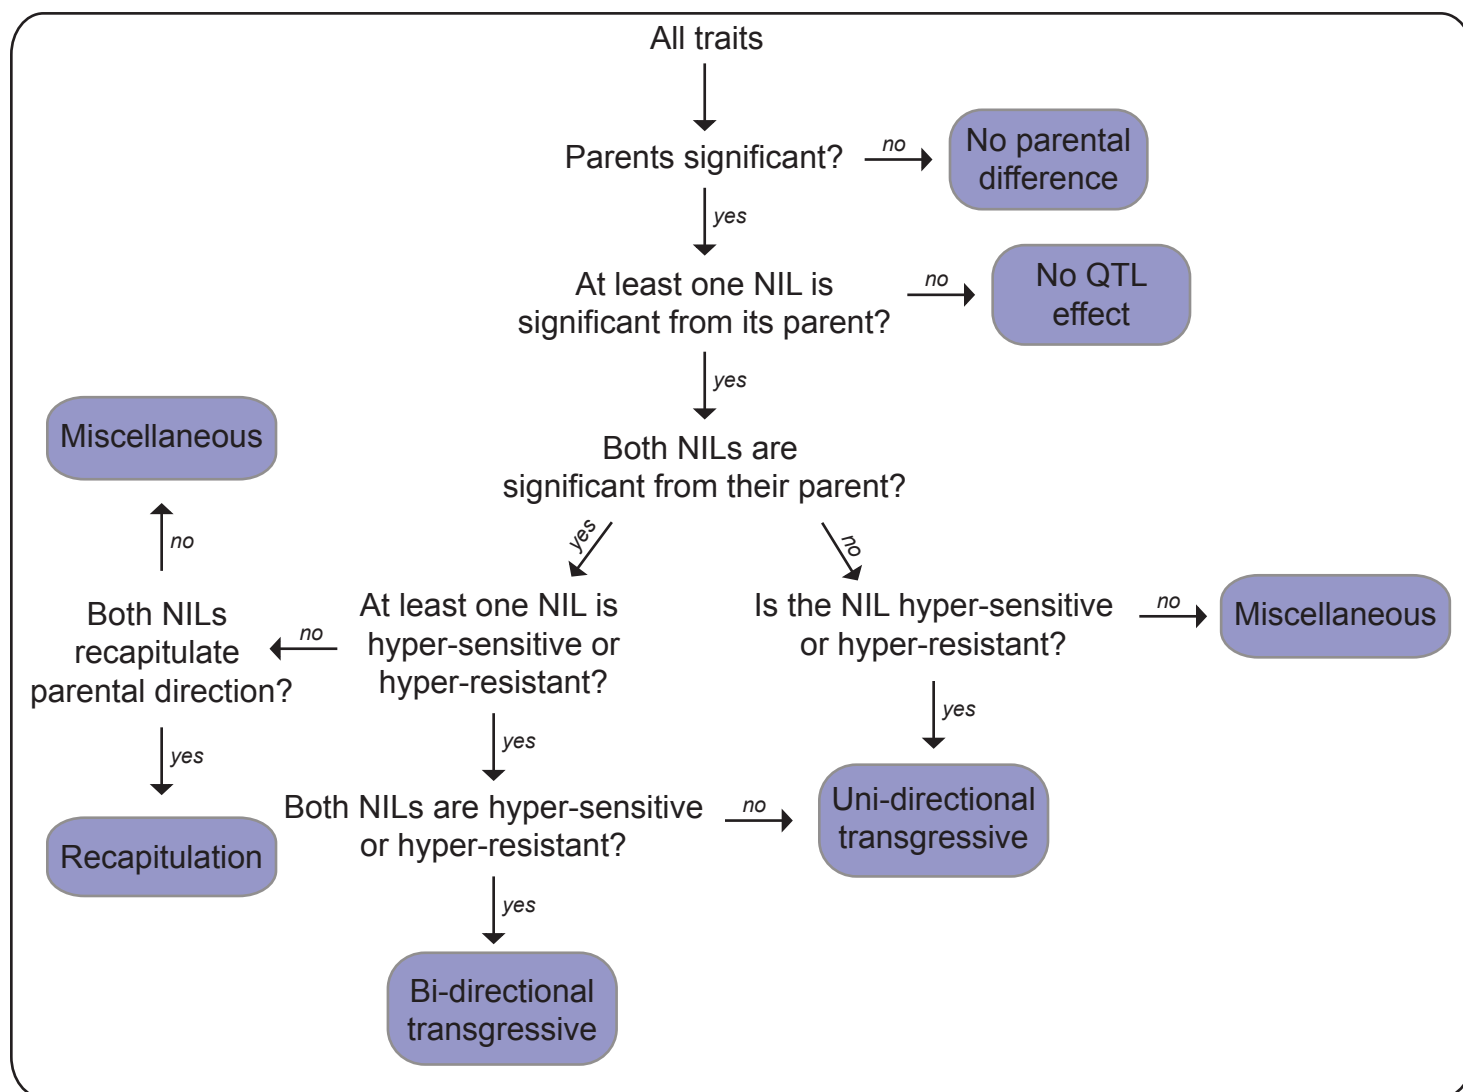 All traits
Parents significant?
no
No parental
difference
yes
At least one NIL is
significant from its parent?
no
No QTL
effect
yes
Both NILs are
significant from their parent?
yes
no
Miscellaneous
no
Both NILs
recapitulate
parental direction?
no
At least one NIL is
hyper-sensitive or
hyper-resistant?
Is the NIL hyper-sensitive
or hyper-resistant?
no
Miscellaneous
yes
yes
yes
Recapitulation
Both NILs are hyper-sensitive
or hyper-resistant?
no
Uni-directional
transgressive
yes
Bi-directional
transgressive